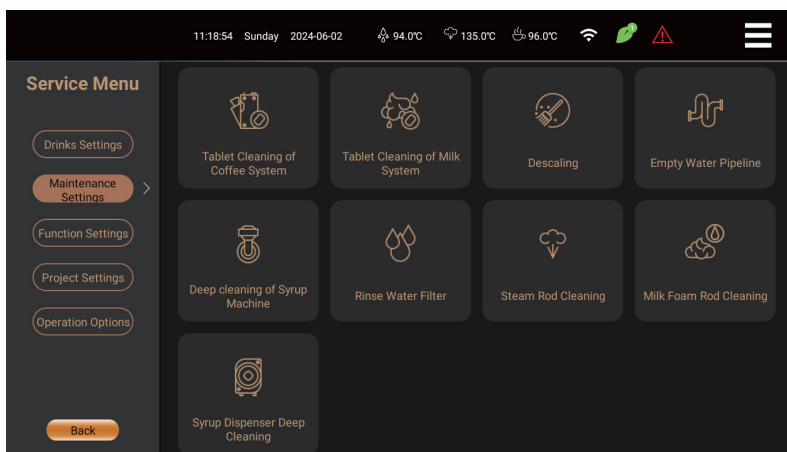 11:18:54 Sunday 2024-06-02 94.0℃ 135.0℃ 96.0℃ 1
Service Menu
Drinks Settings
Maintenance
Settings
Function Settings
Project Settings
Operation Options
Back
Tablet Cleaning of
Coffee System
Tablet Cleaning of Milk
System
Descaling
Empty Water Pipeline
Deep cleaning of Syrup
Machine
Rinse Water Filter
Steam Rod Cleaning
Milk Foam Rod Cleaning
Syrup Dispenser Deep
Cleaning